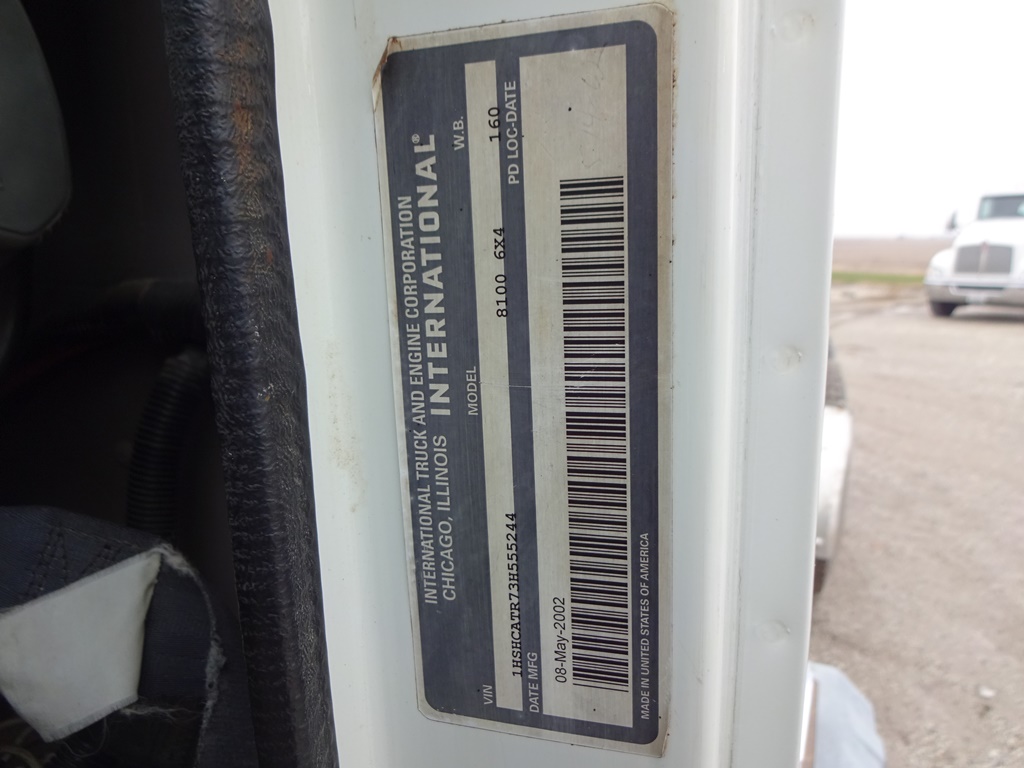 INTERNATIONAL TRUCK AND ENGINE CORPORATION
CHICAGO, ILLINOIS INTERNATIONAL®
VIN MODEL W.B.
1HSHCATR73H555244 8100 6X4 160
DATE MFG PD LOC-DATE
08-May-2002
MADE IN UNITED STATES OF AMERICA